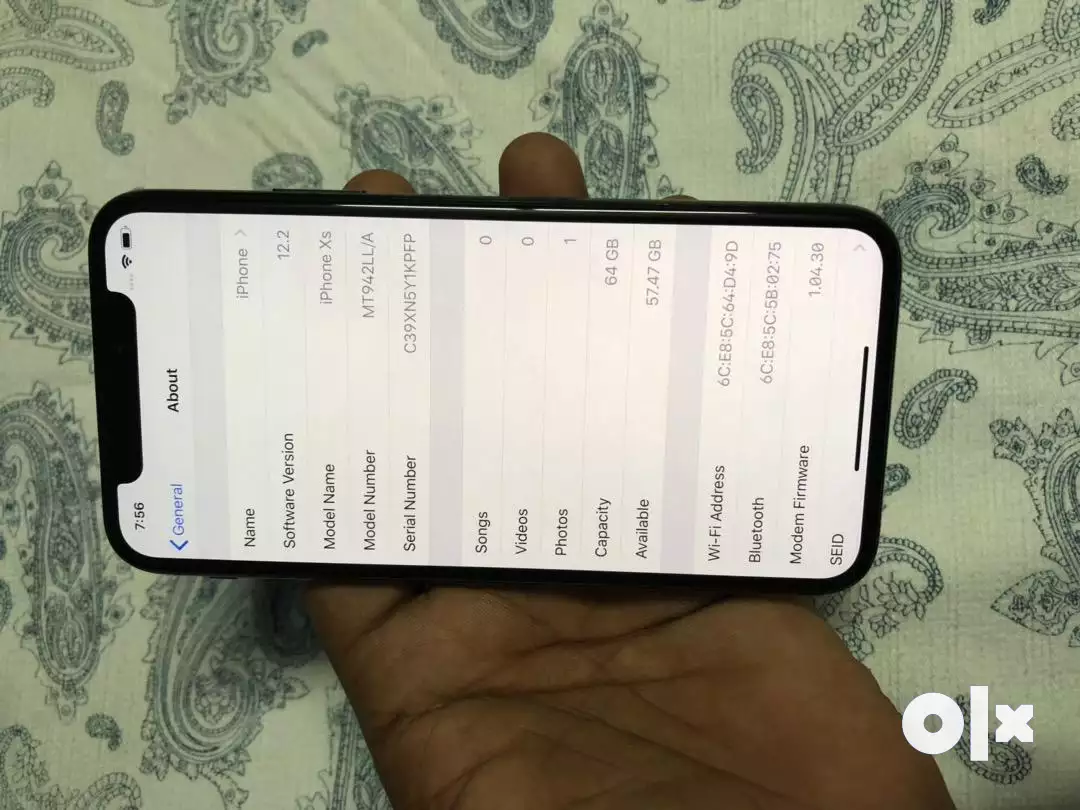 7:56
General
About
Name iPhone
Software Version 12.2
Model Name iPhone Xs
Model Number MT942LL/A
Serial Number C39XN5Y1KPFP
Songs 0
Videos 0
Photos 1
Capacity 64 GB
Available 57.47 GB
Wi-Fi Address 6C:E8:5C:64:D4:9D
Bluetooth 6C:E8:5C:5B:02:75
Modem Firmware 1.04.30
SEID
olx